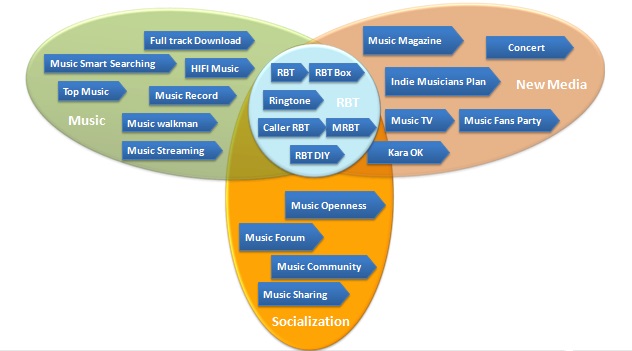 Full track Download
Music Smart Searching
HIFI Music
Top Music
Music Record
Music
Music walkman
Music Streaming
RBT
RBT Box
Ringtone
RBT
Caller RBT
MRBT
RBT DIY
Music Magazine
Concert
Indie Musicians Plan
New Media
Music TV
Music Fans Party
Kara OK
Music Openness
Music Forum
Music Community
Music Sharing
Socialization